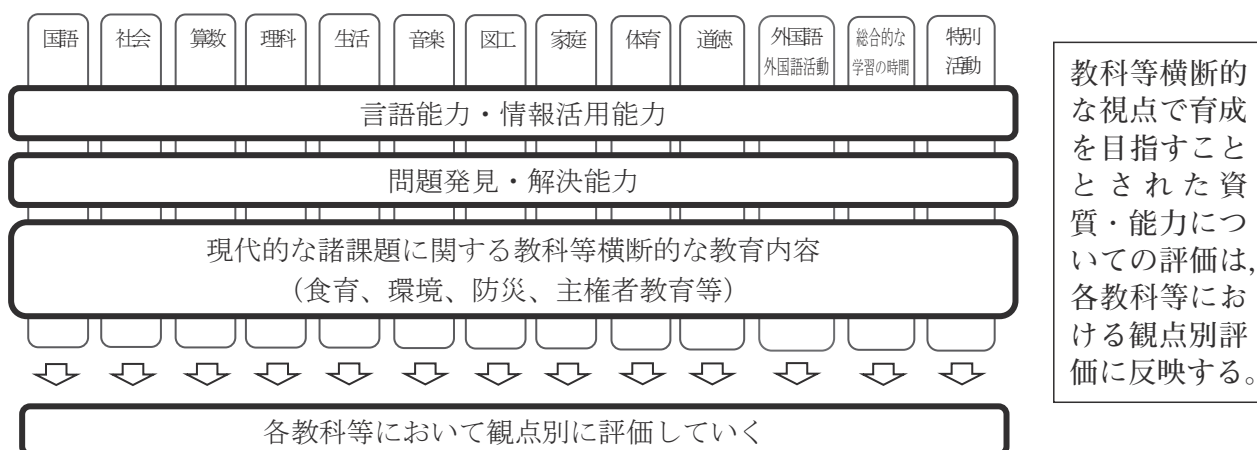 国語
社会
算数
理科
生活
音楽
図工
家庭
体育
道徳
外国語
外国語活動
総合的な
学習の時間
特別
活動
言語能力・情報活用能力
問題発見・解決能力
現代的な諸課題に関する教科等横断的な教育内容
（食育、環境、防災、主権者教育等）
各教科等において観点別に評価していく
教科等横断的
な視点で育成
を目指すこと
とされた資
質・能力につ
いての評価は，
各教科等にお
ける観点別評
価に反映する。